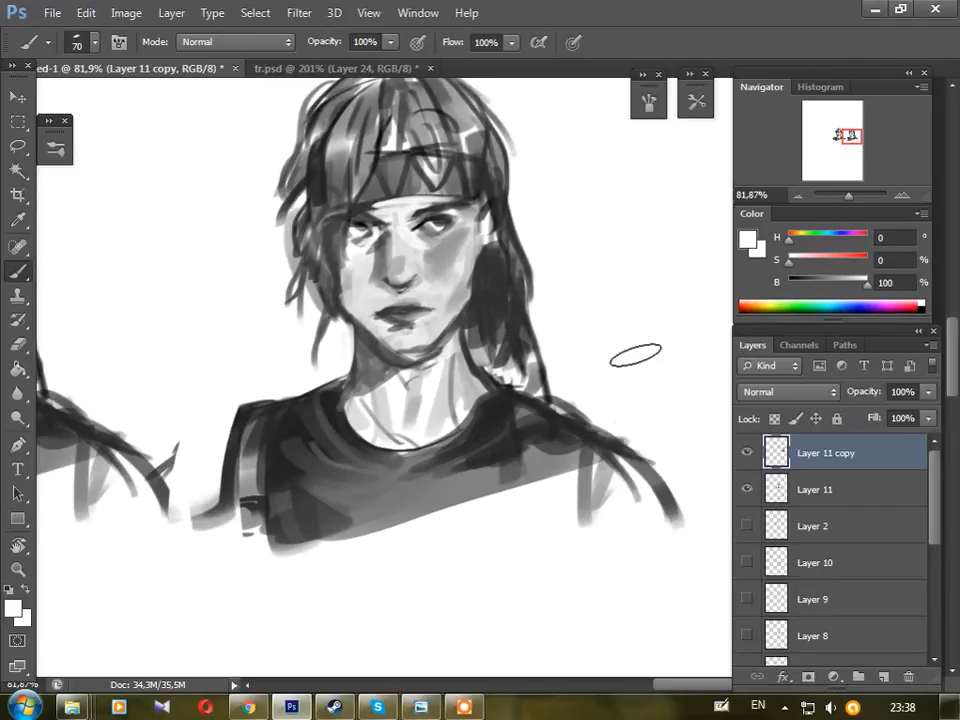 Ps File Edit Image Layer Type Select Filter 3D View Window Help
70 Mode: Normal Opacity: 100% Flow: 100%
ed-1 @ 81,9% (Layer 11 copy, RGB/8) * × tr.psd @ 201% (Layer 24, RGB/8) * ×
Navigator Histogram
81,87%
Color
H 0 °
S 0 %
B 100 %
Layers Channels Paths
Kind
Normal Opacity: 100%
Lock: Fill: 100%
Layer 11 copy
Layer 11
Layer 2
Layer 10
Layer 9
Layer 8
81,87% Doc: 34,3M/35,5M
EN 23:38